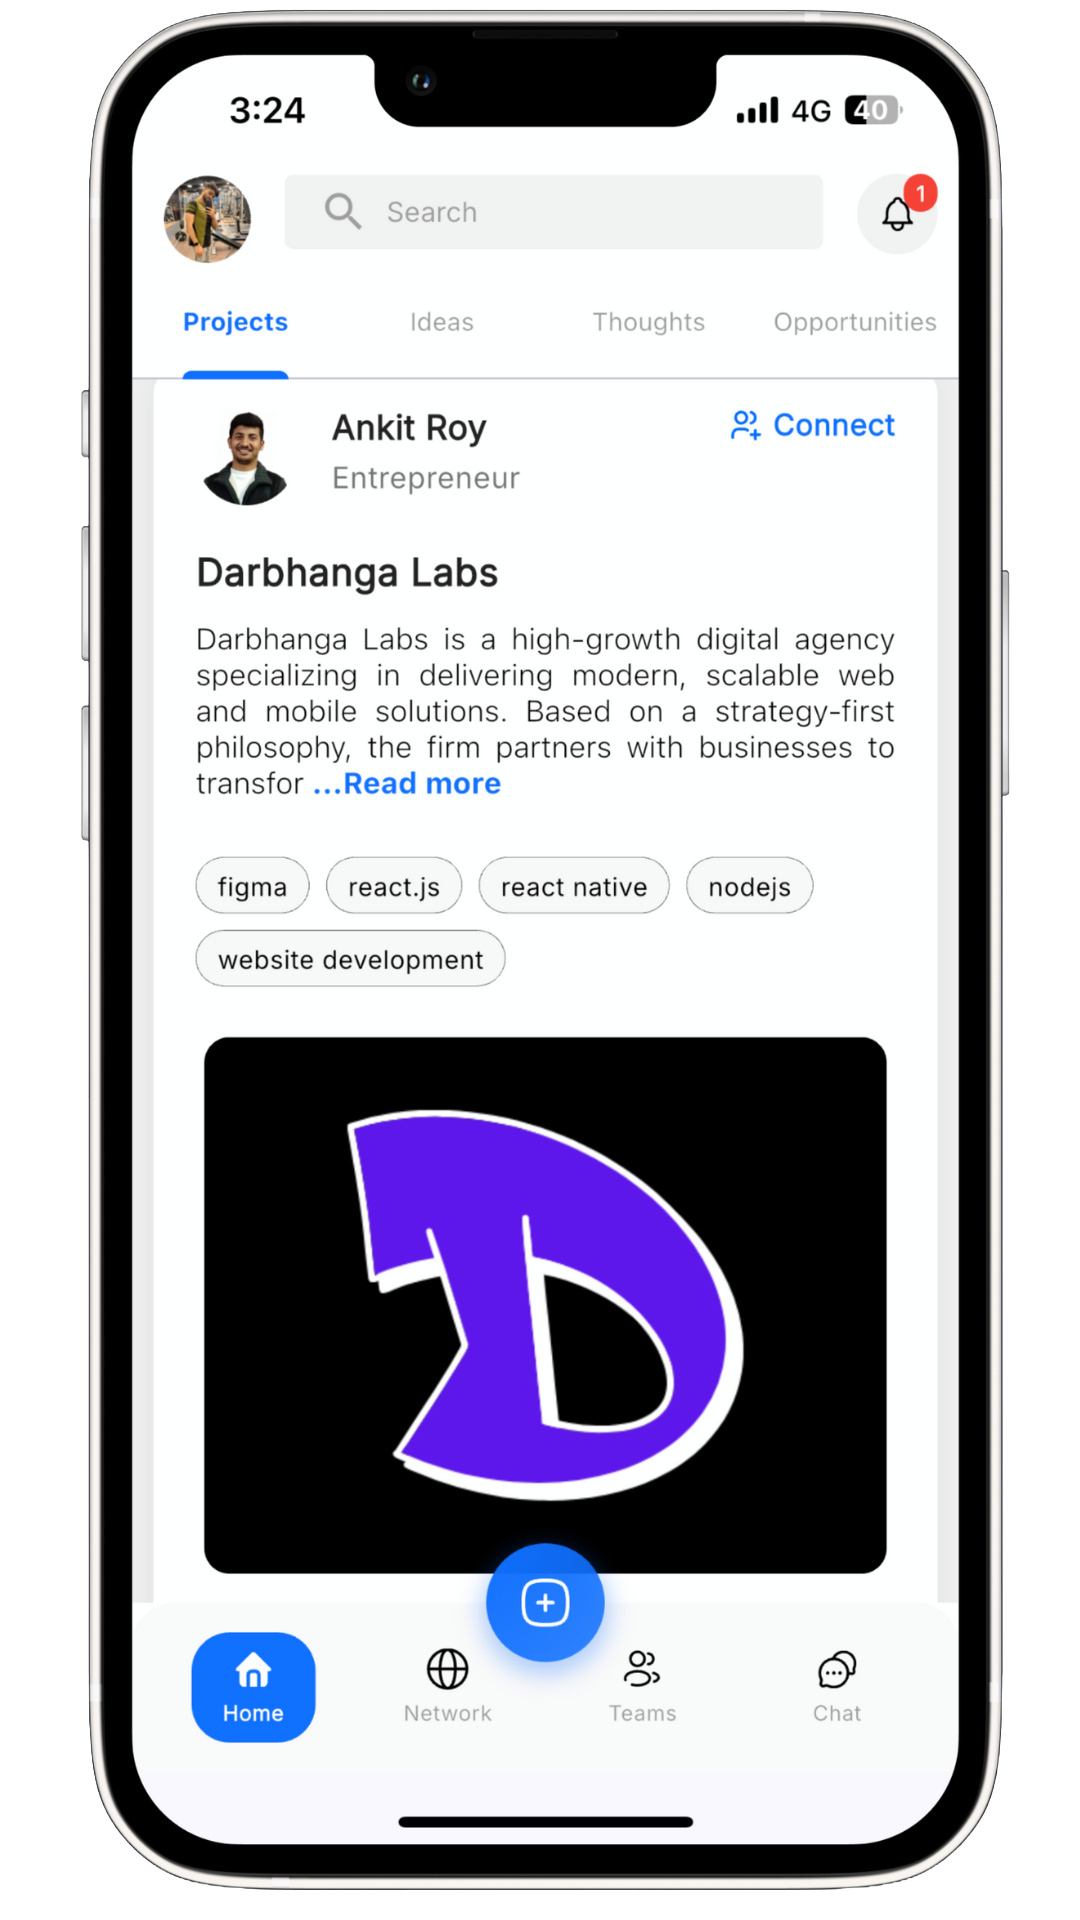 3:24 4G 40
Search 1
Projects Ideas Thoughts Opportunities
Ankit Roy Connect
Entrepreneur
Darbhanga Labs
Darbhanga Labs is a high-growth digital agency
specializing in delivering modern, scalable web
and mobile solutions. Based on a strategy-first
philosophy, the firm partners with businesses to
transfor ...Read more
figma react.js react native nodejs
website development
D
Home Network Teams Chat